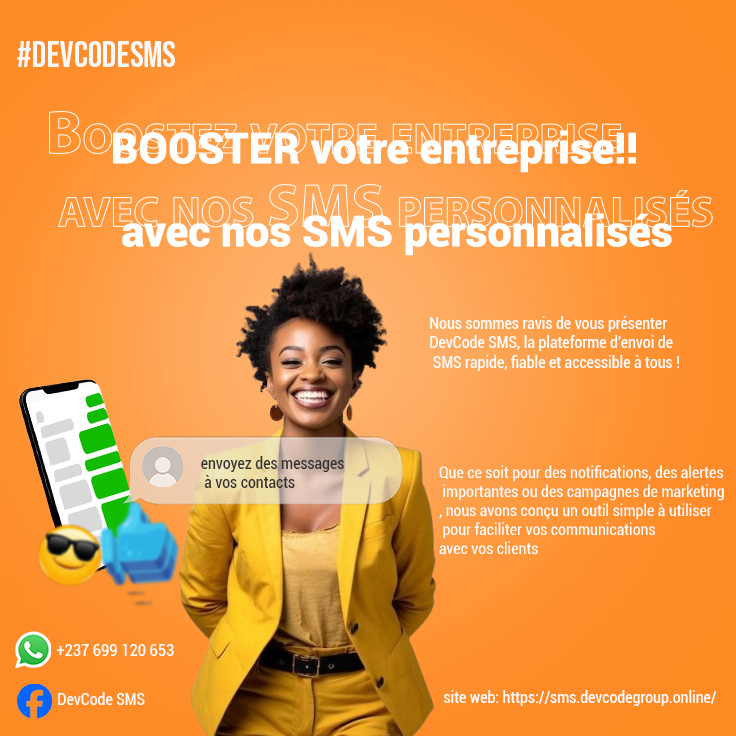 #DEVCODESMS
Boostez votre entreprise
BOOSTER votre entreprise!!
avec nos SMS personnalisés
avec nos SMS personnalisés
Nous sommes ravis de vous présenter
DevCode SMS, la plateforme d'envoi de
SMS rapide, fiable et accessible à tous !
envoyez des messages
à vos contacts
Que ce soit pour des notifications, des alertes
importantes ou des campagnes de marketing
, nous avons conçu un outil simple à utiliser
pour faciliter vos communications
avec vos clients
+237 699 120 653
DevCode SMS
site web: https://sms.devcodegroup.online/